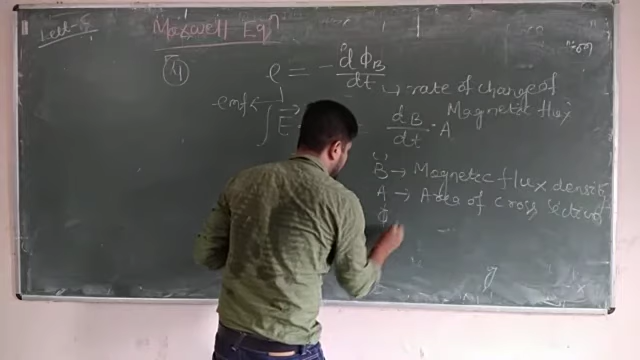 Lect-5
Maxwell Eqn
(4)
e = - dΦB/dt → rate of change of Magnetic flux
emf ←
∫ E
dB/dt · A
B → Magnetic flux density
A → Area of cross section
Φ